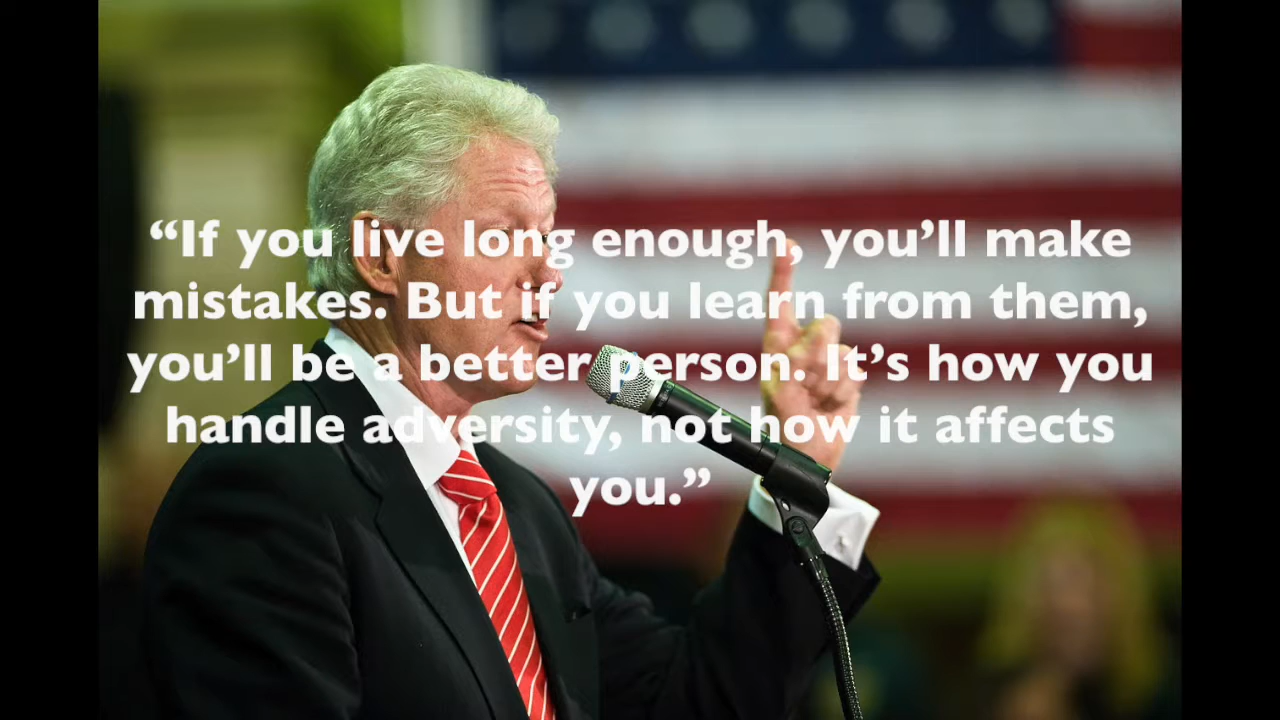 “If you live long enough, you’ll make
mistakes. But if you learn from them,
you’ll be a better person. It’s how you
handle adversity, not how it affects
you.”